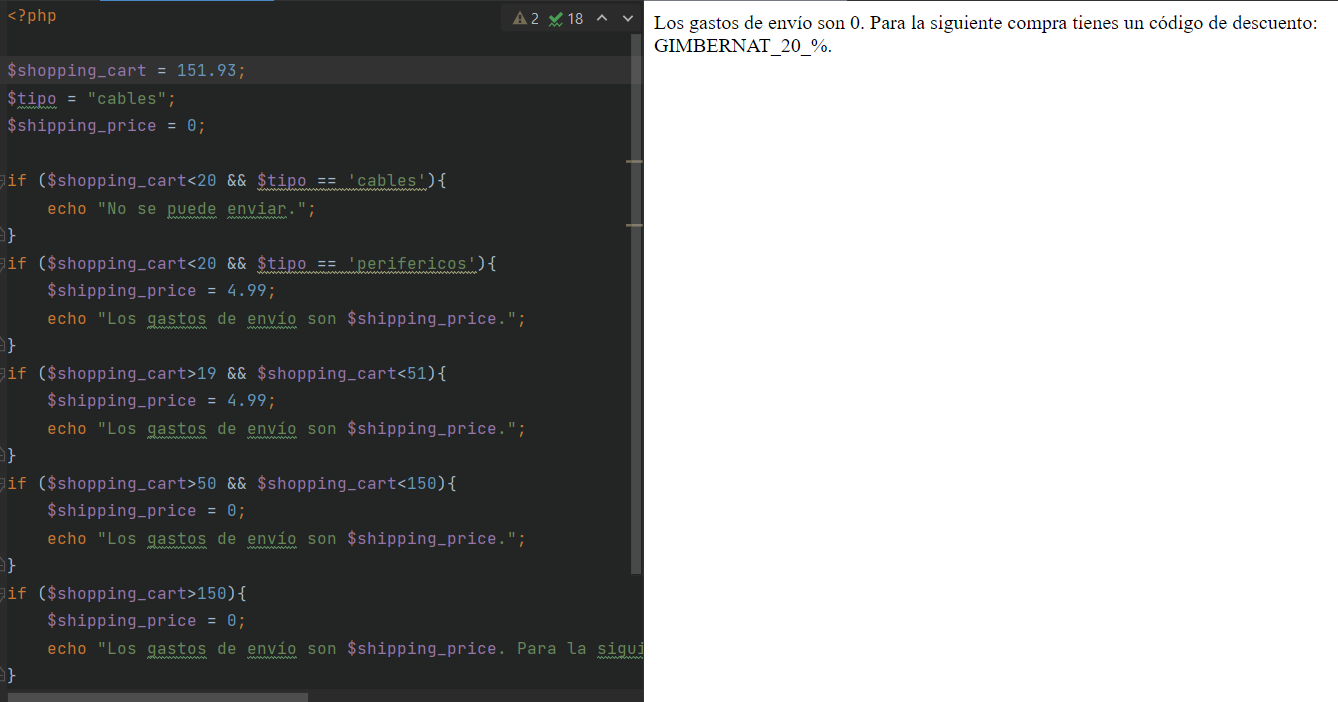 <?php
2 18
$shopping_cart = 151.93;
$tipo = "cables";
$shipping_price = 0;
if ($shopping_cart<20 && $tipo == 'cables'){
echo "No se puede enviar.";
}
if ($shopping_cart<20 && $tipo == 'perifericos'){
$shipping_price = 4.99;
echo "Los gastos de envío son $shipping_price.";
}
if ($shopping_cart>19 && $shopping_cart<51){
$shipping_price = 4.99;
echo "Los gastos de envío son $shipping_price.";
}
if ($shopping_cart>50 && $shopping_cart<150){
$shipping_price = 0;
echo "Los gastos de envío son $shipping_price.";
}
if ($shopping_cart>150){
$shipping_price = 0;
echo "Los gastos de envío son $shipping_price. Para la sigui
}
Los gastos de envío son 0. Para la siguiente compra tienes un código de descuento:
GIMBERNAT_20_%.